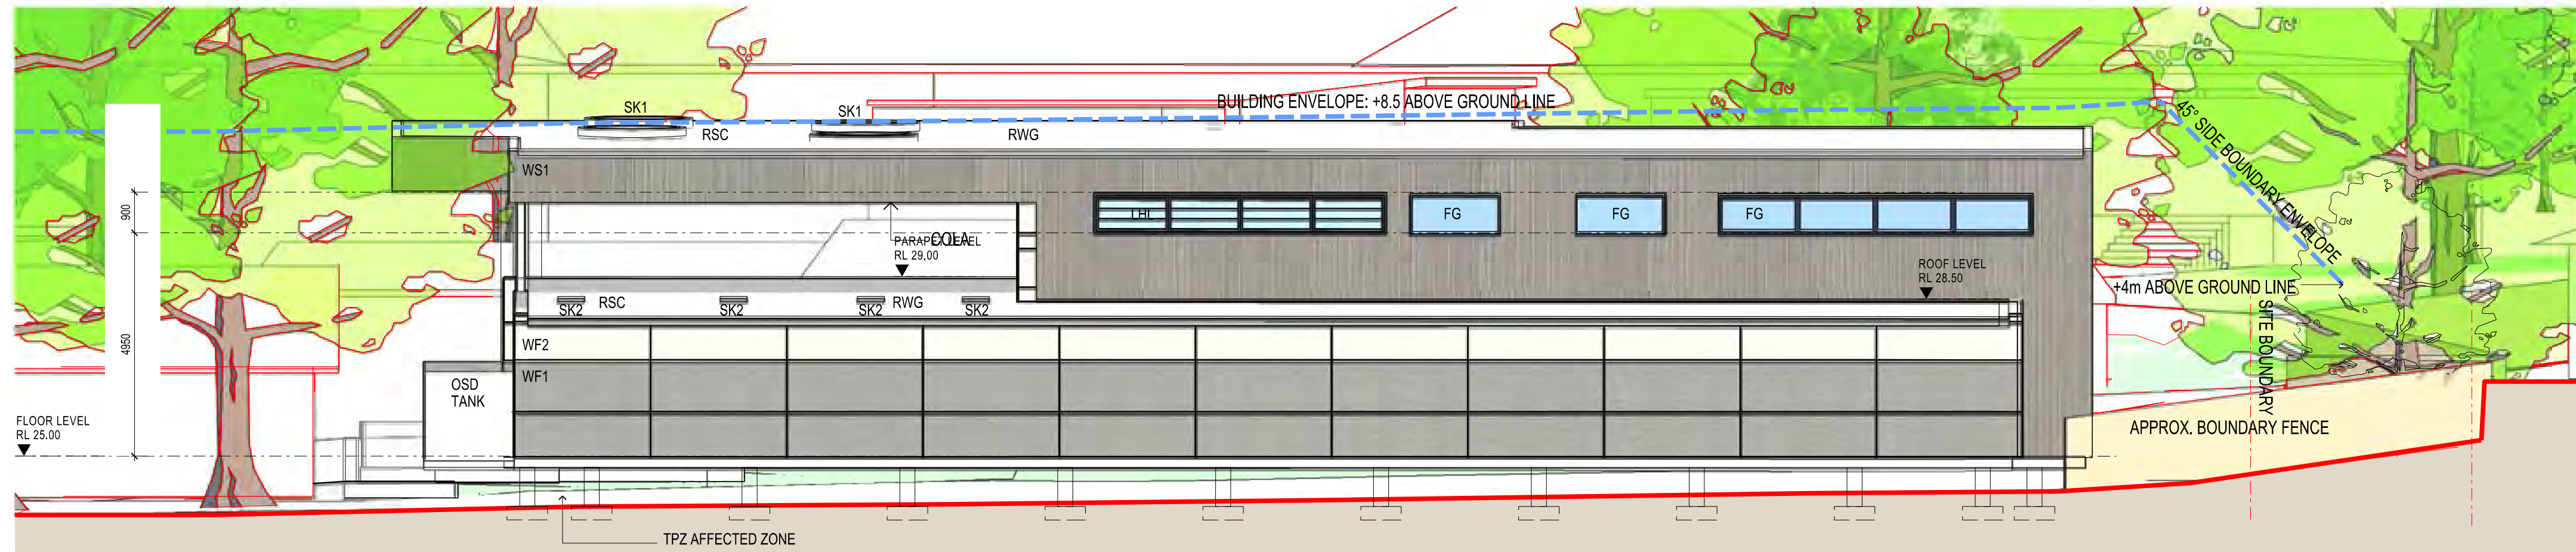 BUILDING ENVELOPE: +8.5 ABOVE GROUND LINE
45° SIDE BOUNDARY ENVELOPE
SK1
SK1
RSC
RWG
WS1
900
LHL
FG
FG
FG
COLA
PARAPET LEVEL
RL 29.00
ROOF LEVEL
RL 28.50
+4m ABOVE GROUND LINE
SITE BOUNDARY
RSC
RWG
SK2
SK2
SK2
SK2
4950
WF2
WF1
OSD
TANK
FLOOR LEVEL
RL 25.00
APPROX. BOUNDARY FENCE
TPZ AFFECTED ZONE